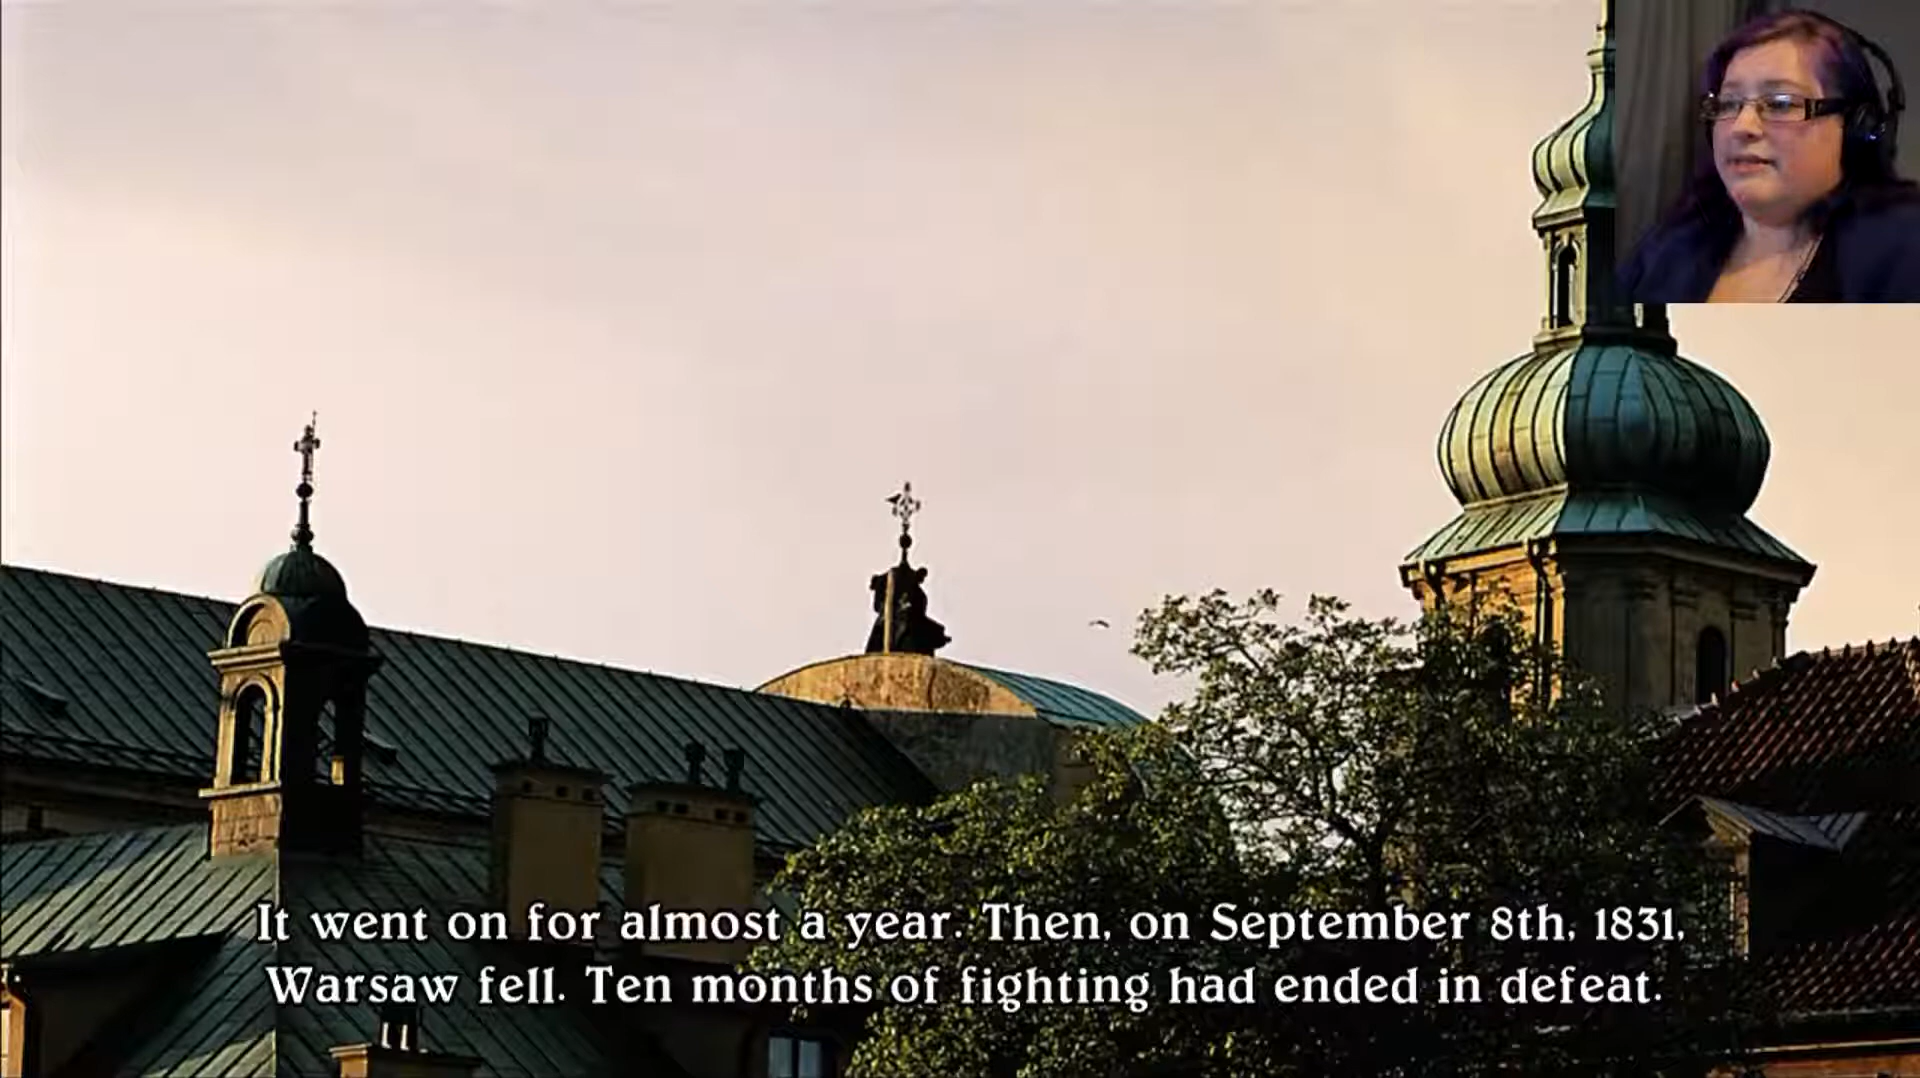 It went on for almost a year. Then, on September 8th, 1831,
Warsaw fell. Ten months of fighting had ended in defeat.